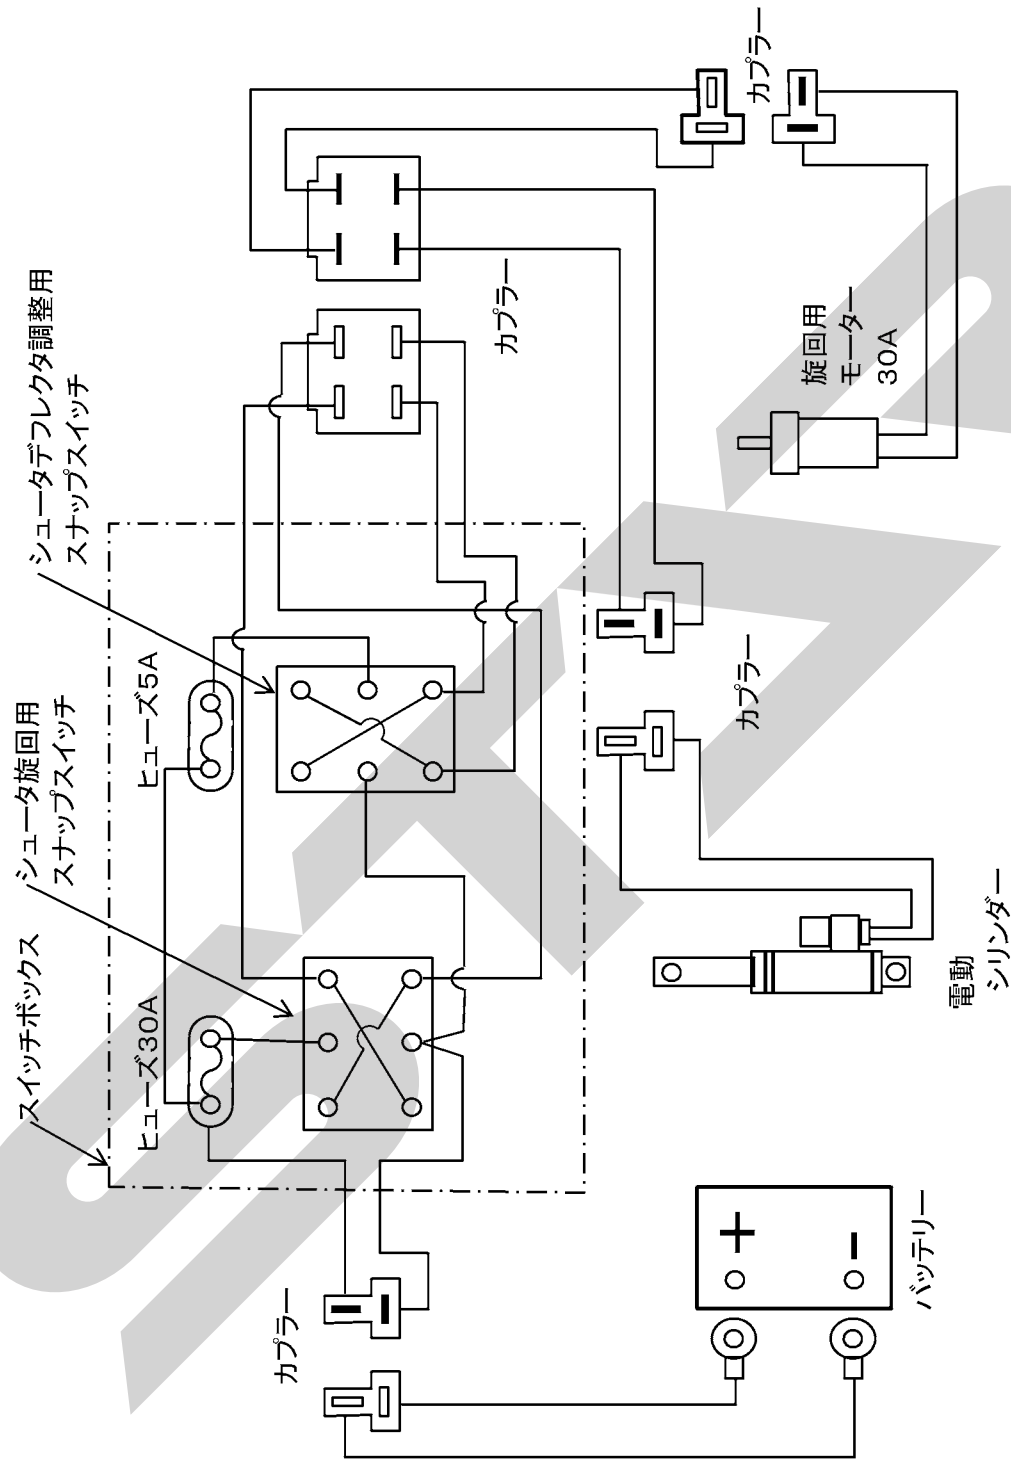 スイッチボックス
シュータ旋回用
スナップスイッチ
シュータデフレクタ調整用
スナップスイッチ
ヒューズ30A
ヒューズ5A
カプラー
カプラー
カプラー
カプラー
旋回用
モーター
30A
電動
シリンダー
バッテリー
+
-
STAR